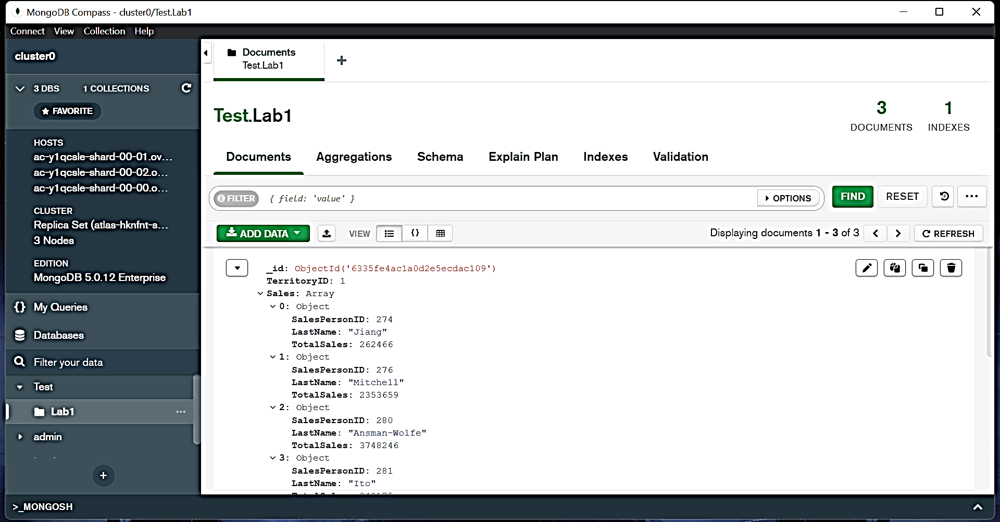 MongoDB Compass - cluster0/Test.Lab1
Connect View Collection Help
cluster0
3 DBS 1 COLLECTIONS
FAVORITE
HOSTS
ac-y1qcsle-shard-00-01.ov...
ac-y1qcsle-shard-00-02.o...
ac-y1qcsle-shard-00-00.o...
CLUSTER
Replica Set (atlas-hknfnt-s...
3 Nodes
EDITION
MongoDB 5.0.12 Enterprise
{} My Queries
Databases
Filter your data
Test
Lab1 ...
admin
+
>_MONGOSH
Documents
Test.Lab1
+
Test.Lab1
3
DOCUMENTS
1
INDEXES
Documents Aggregations Schema Explain Plan Indexes Validation
FILTER { field: 'value' } OPTIONS FIND RESET ...
ADD DATA VIEW {} Displaying documents 1 - 3 of 3 < > REFRESH
_id: ObjectId('6335fe4ac1a0d2e5ecdac109')
TerritoryID: 1
Sales: Array
0: Object
SalesPersonID: 274
LastName: "Jiang"
TotalSales: 262466
1: Object
SalesPersonID: 276
LastName: "Mitchell"
TotalSales: 2353659
2: Object
SalesPersonID: 280
LastName: "Ansman-Wolfe"
TotalSales: 3748246
3: Object
SalesPersonID: 281
LastName: "Ito"